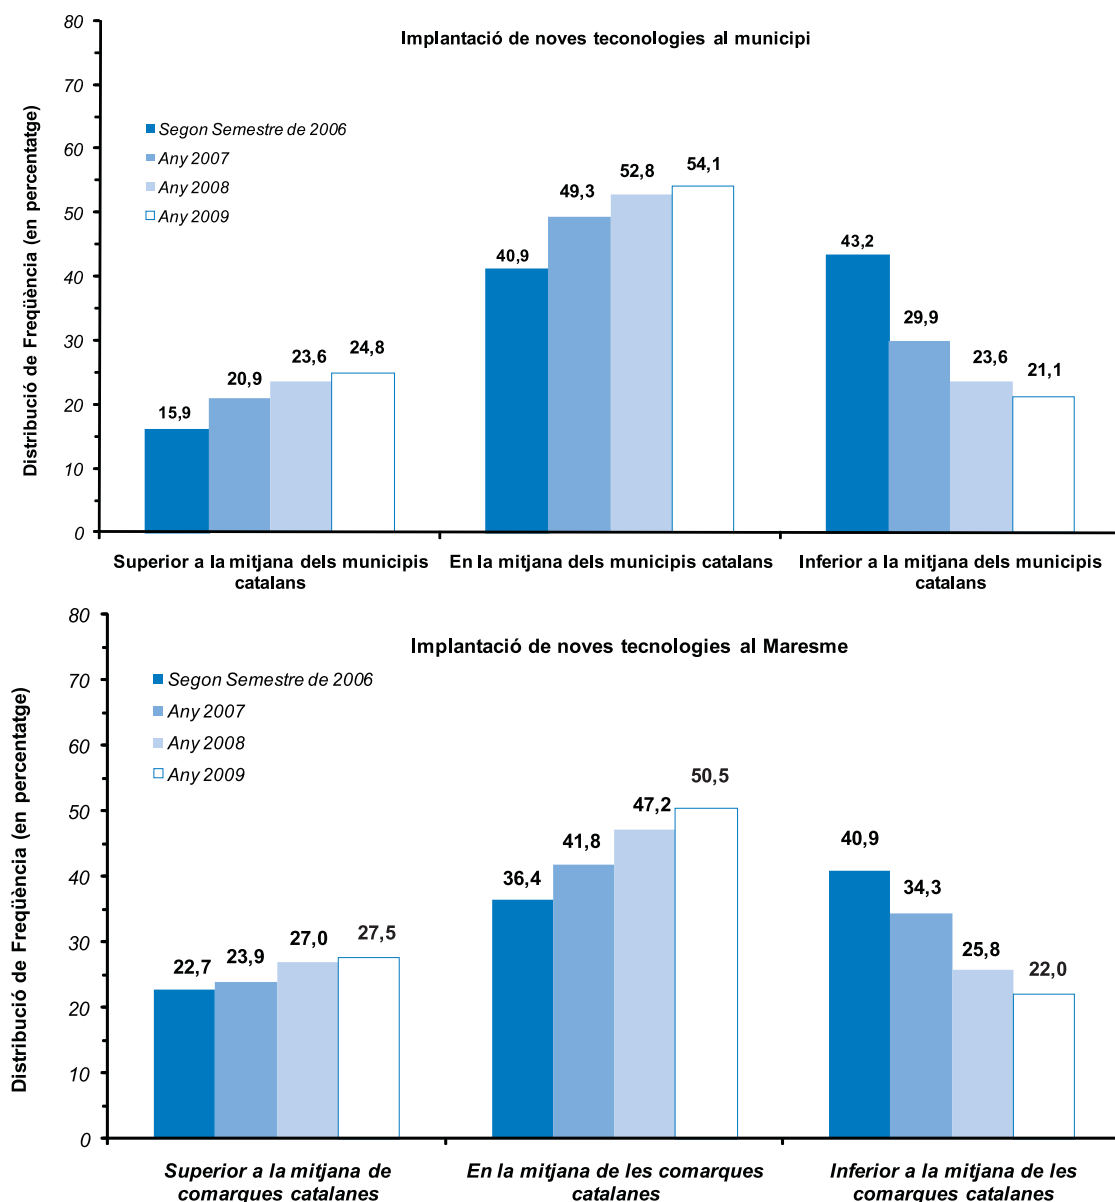 Implantació de noves teconologies al municipi
Distribució de Freqüència (en percentatge)
80
70
60
50
40
30
20
10
0
Segon Semestre de 2006
Any 2007
Any 2008
Any 2009
15,9
20,9
23,6
24,8
40,9
49,3
52,8
54,1
43,2
29,9
23,6
21,1
Superior a la mitjana dels municipis
catalans
En la mitjana dels municipis catalans
Inferior a la mitjana dels municipis
catalans
Implantació de noves tecnologies al Maresme
Distribució de Freqüència (en percentatge)
80
70
60
50
40
30
20
10
0
Segon Semestre de 2006
Any 2007
Any 2008
Any 2009
22,7
23,9
27,0
27,5
36,4
41,8
47,2
50,5
40,9
34,3
25,8
22,0
Superior a la mitjana de
comarques catalanes
En la mitjana de les comarques
catalanes
Inferior a la mitjana de les
comarques catalanes